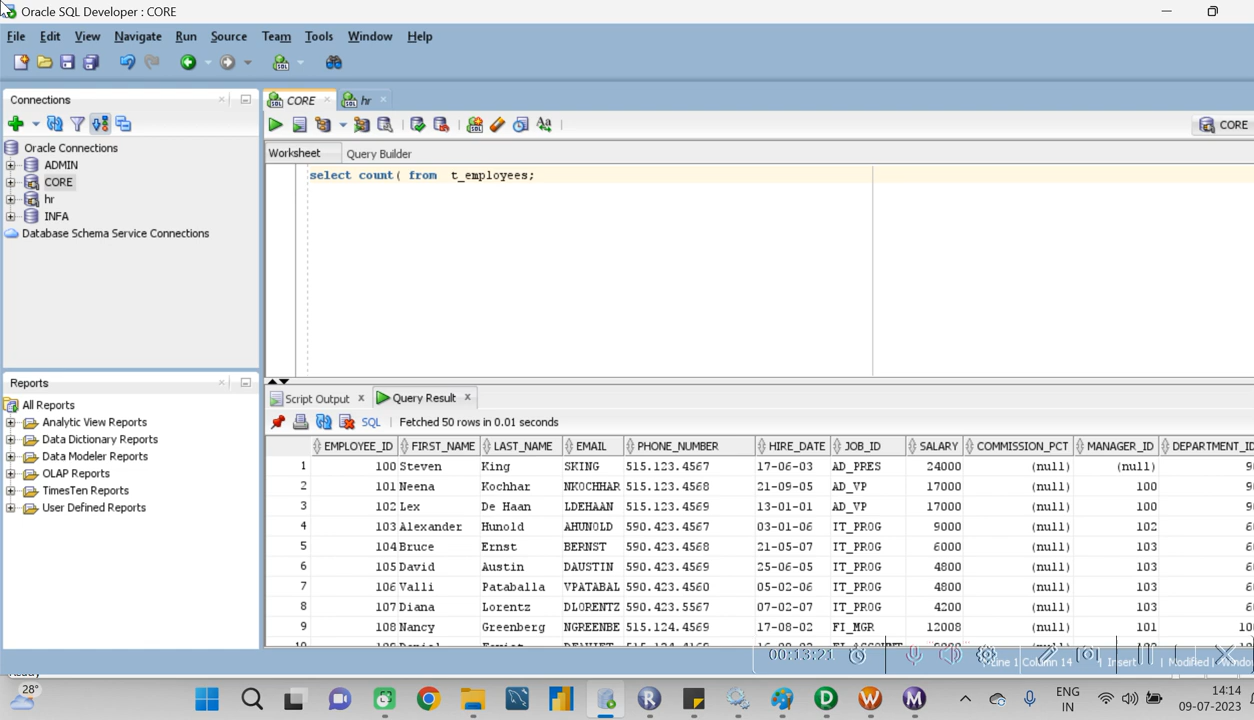 Oracle SQL Developer : CORE
File Edit View Navigate Run Source Team Tools Window Help
Connections
CORE
hr
CORE
Worksheet
Query Builder
Oracle Connections
ADMIN
CORE
hr
INFA
Database Schema Service Connections
select count( from t_employees;
Reports
All Reports
Analytic View Reports
Data Dictionary Reports
Data Modeler Reports
OLAP Reports
TimesTen Reports
User Defined Reports
Script Output
Query Result
SQL Fetched 50 rows in 0.01 seconds
EMPLOYEE_ID FIRST_NAME LAST_NAME EMAIL PHONE_NUMBER HIRE_DATE JOB_ID SALARY COMMISSION_PCT MANAGER_ID DEPARTMENT_ID
1 100 Steven King SKING 515.123.4567 17-06-03 AD_PRES 24000 (null) (null)
2 101 Neena Kochhar NKOCHHAR 515.123.4568 21-09-05 AD_VP 17000 (null) 100
3 102 Lex De Haan LDEHAAN 515.123.4569 13-01-01 AD_VP 17000 (null) 100
4 103 Alexander Hunold AHUNOLD 590.423.4567 03-01-06 IT_PROG 9000 (null) 102
5 104 Bruce Ernst BERNST 590.423.4568 21-05-07 IT_PROG 6000 (null) 103
6 105 David Austin DAUSTIN 590.423.4569 25-06-05 IT_PROG 4800 (null) 103
7 106 Valli Pataballa VPATABAL 590.423.4560 05-02-06 IT_PROG 4800 (null) 103
8 107 Diana Lorentz DLORENTZ 590.423.5567 07-02-07 IT_PROG 4200 (null) 103
9 108 Nancy Greenberg NGREENBE 515.124.4569 17-08-02 FI_MGR 12008 (null) 101
00:13:21
Line 1 Column 14 Insert Modified
28°
ENG
IN
14:14
09-07-2023